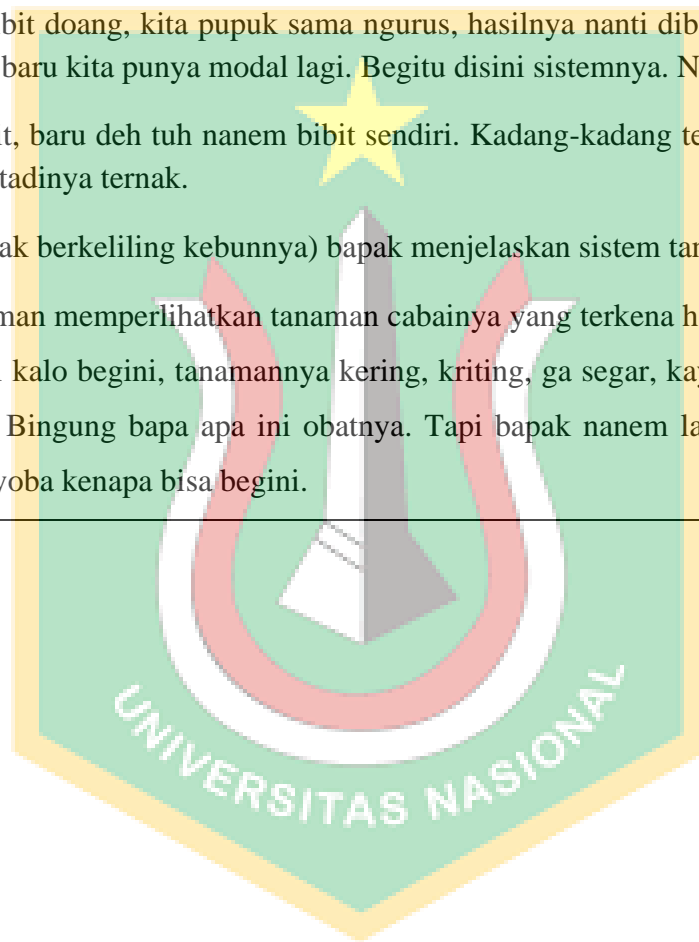 bit doang, kita pupuk sama ngurus, hasilnya nanti dib
baru kita punya modal lagi. Begitu disini sistemnya. N
t, baru deh tuh nanem bibit sendiri. Kadang-kadang te
tadinya ternak.
ak berkeliling kebunnya) bapak menjelaskan sistem tan
man memperlihatkan tanaman cabainya yang terkena h
kalo begini, tanamannya kering, kriting, ga segar, kay
Bingung bapa apa ini obatnya. Tapi bapak nanem la
yoba kenapa bisa begini.
UNIVERSITAS NASIONAL